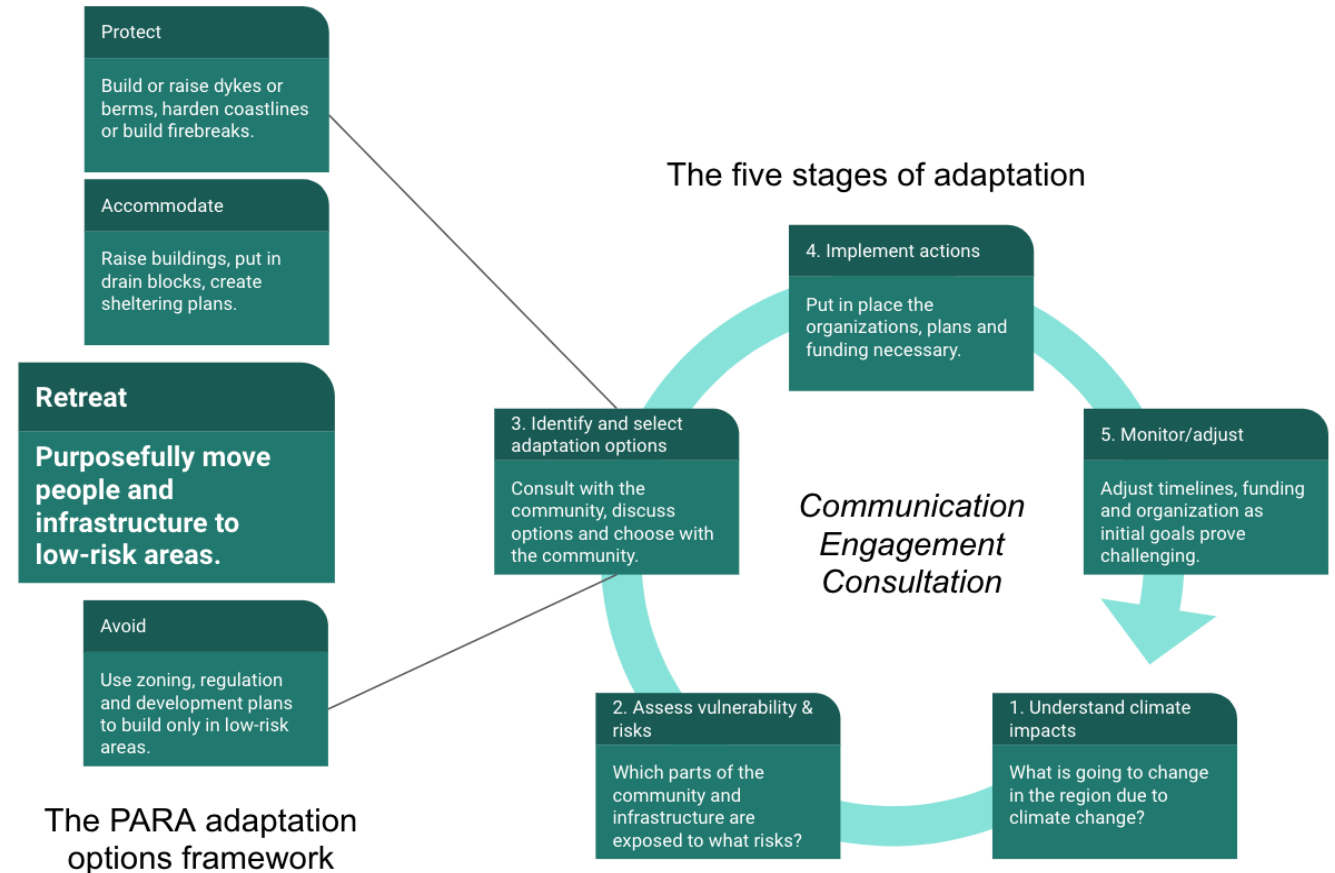 Protect
Build or raise dykes or
berms, harden coastlines
or build firebreaks.
Accommodate
Raise buildings, put in
drain blocks, create
sheltering plans.
Retreat
Purposefully move
people and
infrastructure to
low-risk areas.
Avoid
Use zoning, regulation
and development plans
to build only in low-risk
areas.
The PARA adaptation
options framework
The five stages of adaptation
4. Implement actions
Put in place the
organizations, plans and
funding necessary.
3. Identify and select
adaptation options
Consult with the
community, discuss
options and choose with
the community.
Communication
Engagement
Consultation
5. Monitor/adjust
Adjust timelines, funding
and organization as
initial goals prove
challenging.
2. Assess vulnerability &
risks
Which parts of the
community and
infrastructure are
exposed to what risks?
1. Understand climate
impacts
What is going to change
in the region due to
climate change?